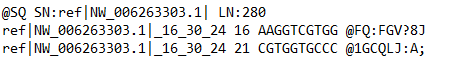 @SQ SN:ref|NW_006263303.1| LN:280
ref|NW_006263303.1|_16_30_24 16 AAGGTCGTGG @FQ:FGV?8J
ref|NW_006263303.1|_16_30_24 21 CGTGGTGCCC @1GCQLJ:A;